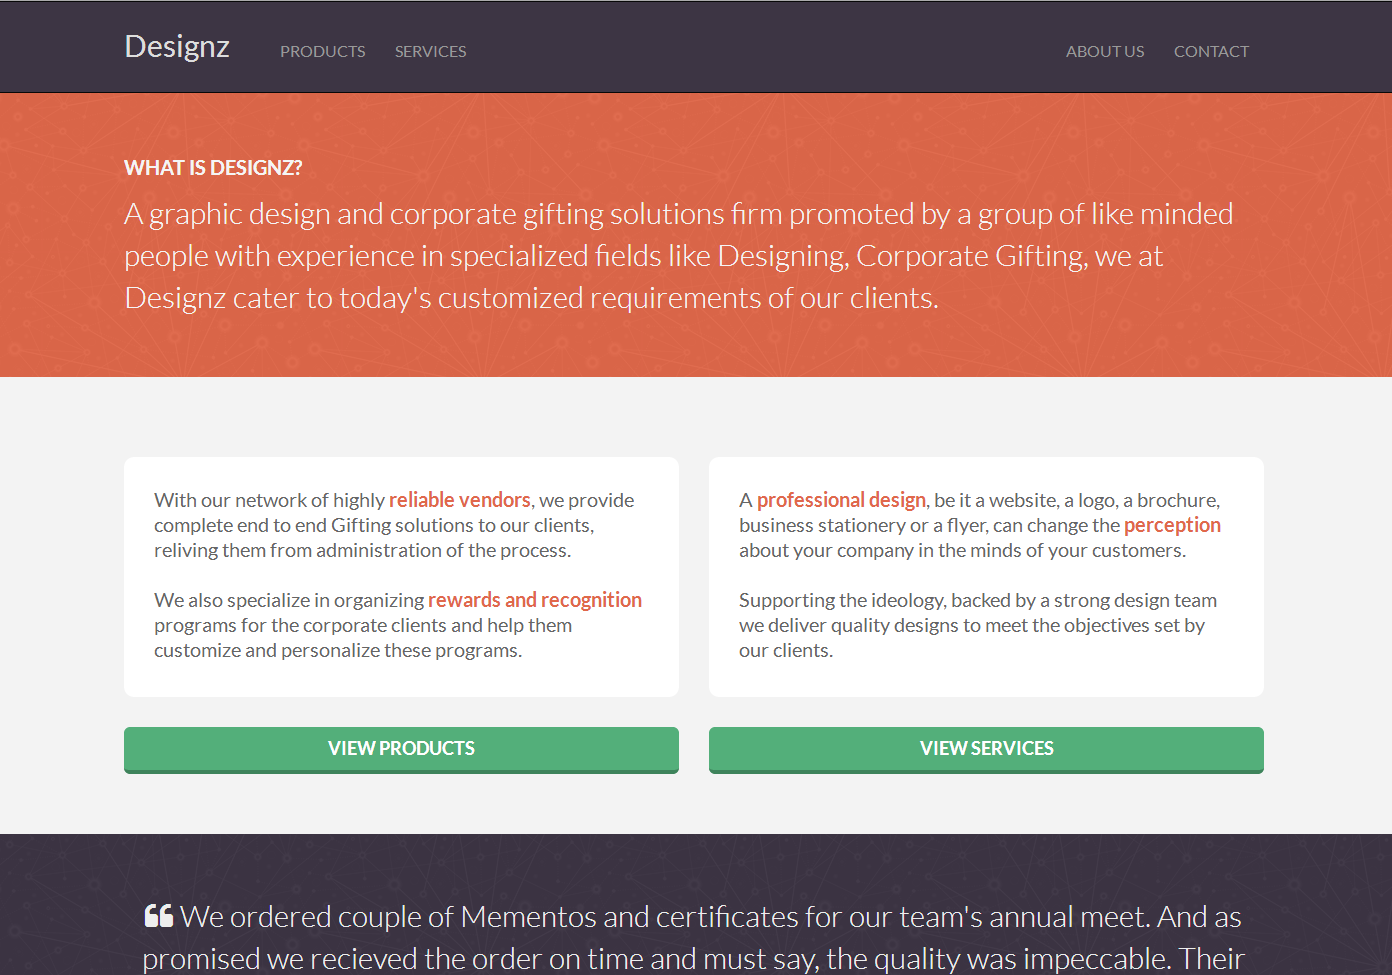 Designz PRODUCTS SERVICES ABOUT US CONTACT
WHAT IS DESIGNZ?
A graphic design and corporate gifting solutions firm promoted by a group of like minded
people with experience in specialized fields like Designing, Corporate Gifting, we at
Designz cater to today's customized requirements of our clients.
With our network of highly reliable vendors, we provide
complete end to end Gifting solutions to our clients,
reliving them from administration of the process.
We also specialize in organizing rewards and recognition
programs for the corporate clients and help them
customize and personalize these programs.
VIEW PRODUCTS
A professional design, be it a website, a logo, a brochure,
business stationery or a flyer, can change the perception
about your company in the minds of your customers.
Supporting the ideology, backed by a strong design team
we deliver quality designs to meet the objectives set by
our clients.
VIEW SERVICES
“ We ordered couple of Mementos and certificates for our team's annual meet. And as
promised we recieved the order on time and must say, the quality was impeccable. Their